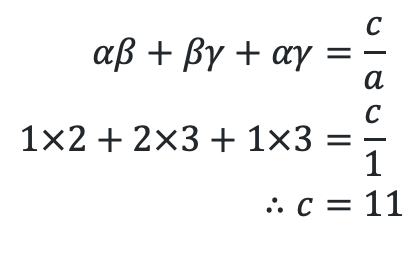 αβ + βγ + αγ = c/a
1×2 + 2×3 + 1×3 = c/1
∴ c = 11